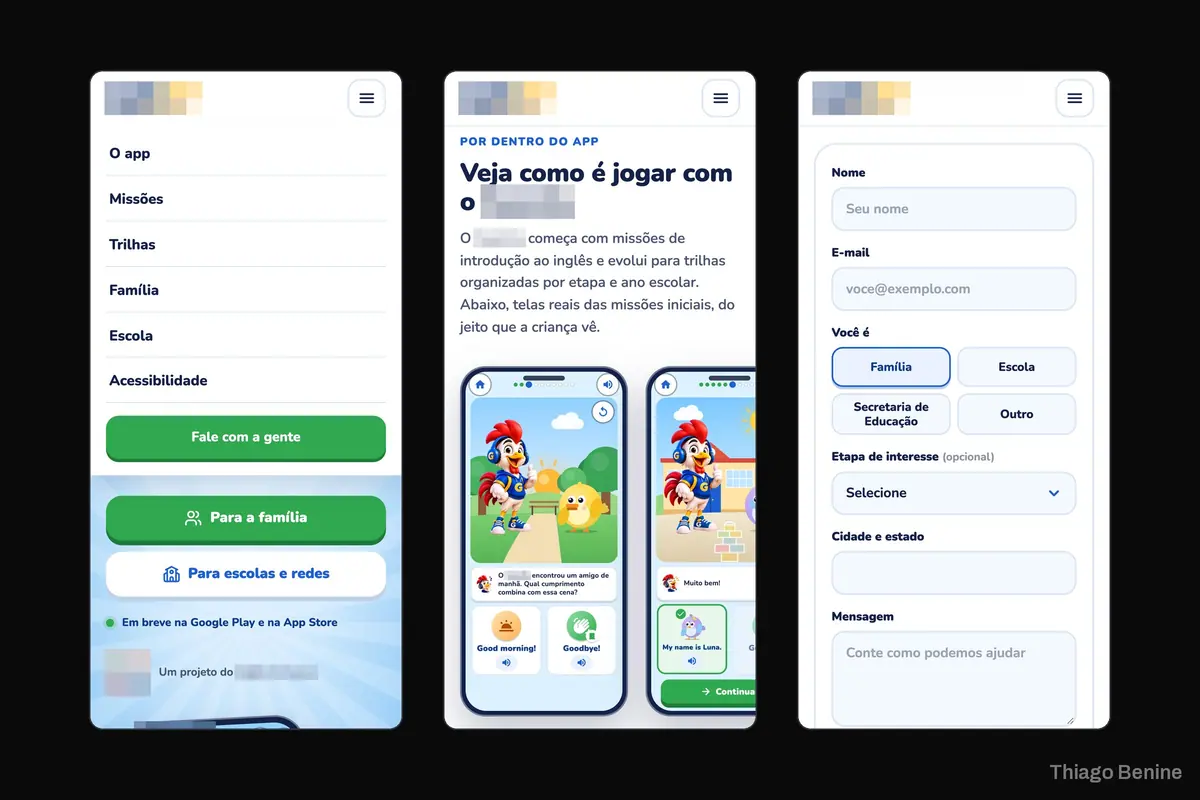 O app
Missões
Trilhas
Família
Escola
Acessibilidade
Fale com a gente
Para a família
Para escolas e redes
Em breve na Google Play e na App Store
Um projeto do
POR DENTRO DO APP
Veja como é jogar com
o
O começa com missões de
introdução ao inglês e evolui para trilhas
organizadas por etapa e ano escolar.
Abaixo, telas reais das missões iniciais, do
jeito que a criança vê.
O encontrou um amigo de
manhã. Qual cumprimento
combina com essa cena?
Good morning!
Goodbye!
Muito bem!
My name is Luna.
Continua
Nome
Seu nome
E-mail
voce@exemplo.com
Você é
Família
Escola
Secretaria de
Educação
Outro
Etapa de interesse (opcional)
Selecione
Cidade e estado
Mensagem
Conte como podemos ajudar
Thiago Benine